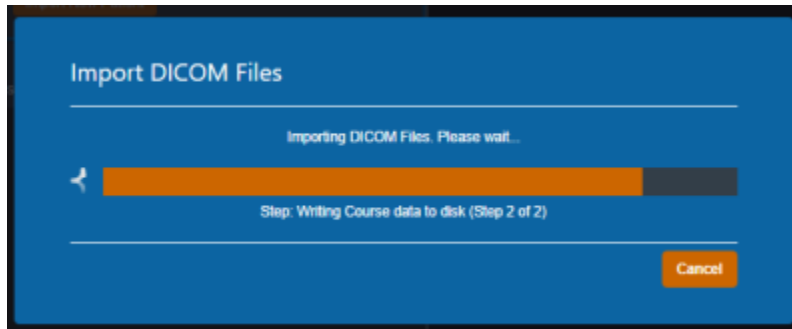 Import DICOM Files
Importing DICOM Files. Please wait...
Step: Writing Course data to disk (Step 2 of 2)
Cancel